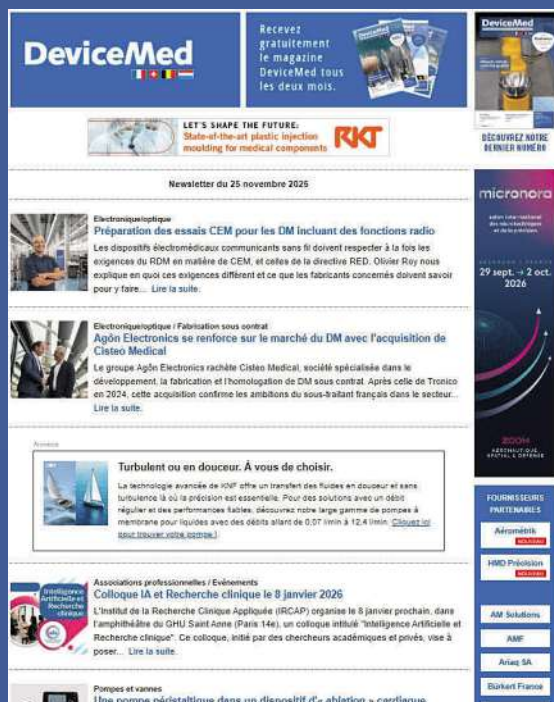 DeviceMed
Recevez
gratuitement
le magazine
DeviceMed tous
les deux mois.
DeviceMed
DÉCOUVREZ NOTRE
DERNIER NUMÉRO
LET'S SHAPE THE FUTURE:
State-of-the-art plastic injection
moulding for medical components
RKT
Newsletter du 25 novembre 2025
Electronique/optique
Préparation des essais CEM pour les DM incluant des fonctions radio
Les dispositifs électromédicaux communicants sans fil doivent respecter à la fois les
exigences du RDM en matière de CEM, et celles de la directive RED. Olivier Roy nous
explique en quoi ces exigences diffèrent et ce que les fabricants concernés doivent savoir
pour y faire... Lire la suite.
Electronique/optique / Fabrication sous contrat
Agôn Electronics se renforce sur le marché du DM avec l'acquisition de
Cisteo Medical
Le groupe Agôn Electronics rachète Cisteo Medical, société spécialisée dans le
développement, la fabrication et l'homologation de DM sous contrat. Après celle de Tronico
en 2024, cette acquisition confirme les ambitions du sous-traitant français dans le secteur...
Lire la suite.
Annonce
Turbulent ou en douceur. À vous de choisir.
La technologie avancée de KNF offre un transfert des fluides en douceur et sans
turbulence là où la précision est essentielle. Pour des solutions avec un débit
régulier et des performances fiables, découvrez notre large gamme de pompes à
membrane pour liquides avec des débits allant de 0,07 l/min à 12,4 l/min. Cliquez ici
pour trouver votre pompe !
Intelligence
Artificielle et
Recherche
clinique
Associations professionnelles / Evénements
Colloque IA et Recherche clinique le 8 janvier 2026
L'Institut de la Recherche Clinique Appliquée (IRCAP) organise le 8 janvier prochain, dans
l'amphithéâtre du GHU Saint Anne (Paris 14e), un colloque intitulé "Intelligence Artificielle et
Recherche clinique". Ce colloque, initié par des chercheurs académiques et privés, vise à
poser... Lire la suite.
Pompes et vannes
Une pompe péristaltique dans un dispositif d'« ablation » cardiaque
micronora
salon international
des microtechniques
et de la précision
29 sept. → 2 oct.
2026
ZOOM
AÉRONAUTIQUE
SPATIAL & DÉFENSE
FOURNISSEURS
PARTENAIRES
Aérométrik
NOUVEAU
HMD Précision
NOUVEAU
AM Solutions
AMF
Ariaq SA
Bürkert France